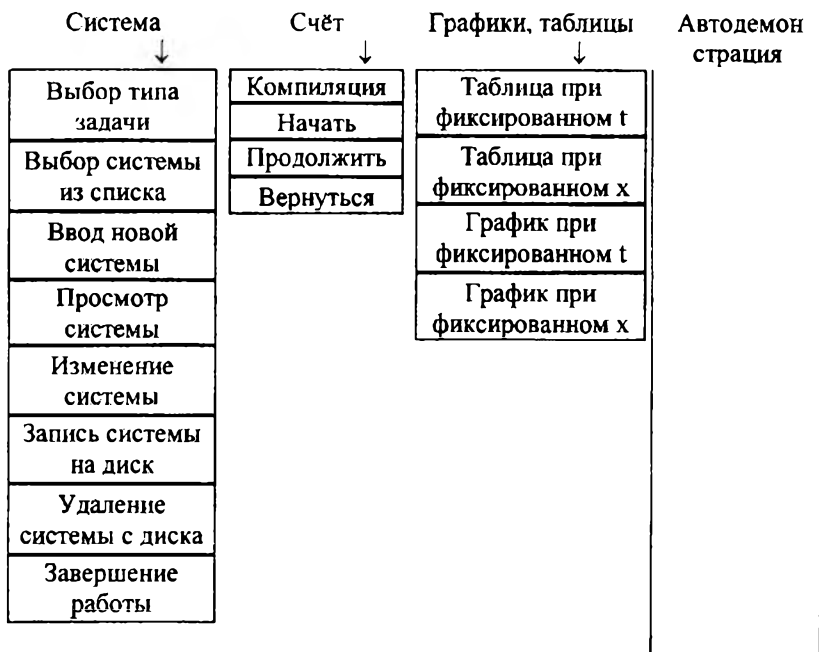 Система
Счёт
Графики, таблицы
Автодемон
страция
Выбор типа
задачи
Выбор системы
из списка
Ввод новой
системы
Просмотр
системы
Изменение
системы
Запись системы
на диск
Удаление
системы с диска
Завершение
работы
Компиляция
Начать
Продолжить
Вернуться
Таблица при
фиксированном t
Таблица при
фиксированном x
График при
фиксированном t
График при
фиксированном x